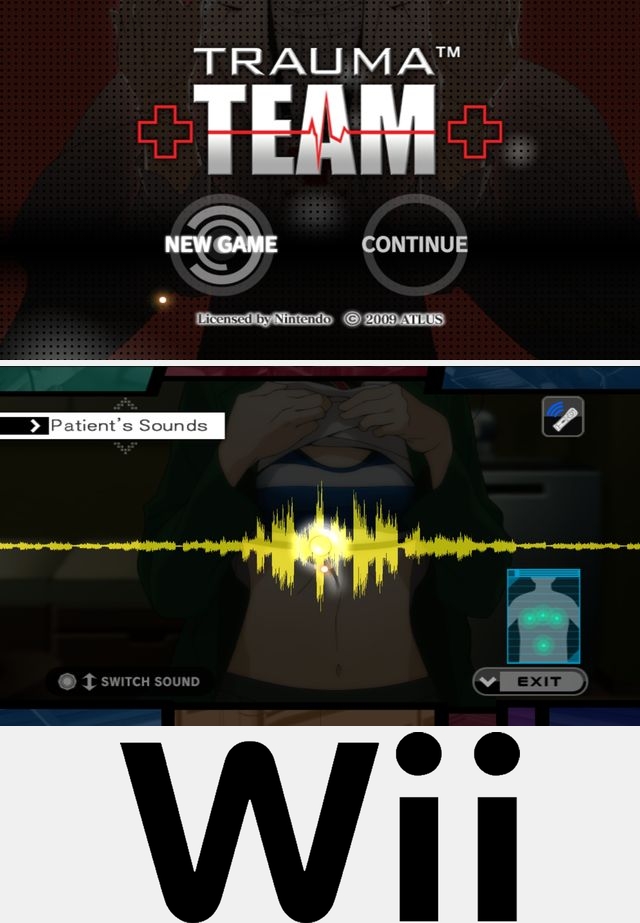 TRAUMA™
TEAM
NEW GAME
CONTINUE
Licensed by Nintendo © 2009 ATLUS
Patient's Sounds
SWITCH SOUND
EXIT
Wii